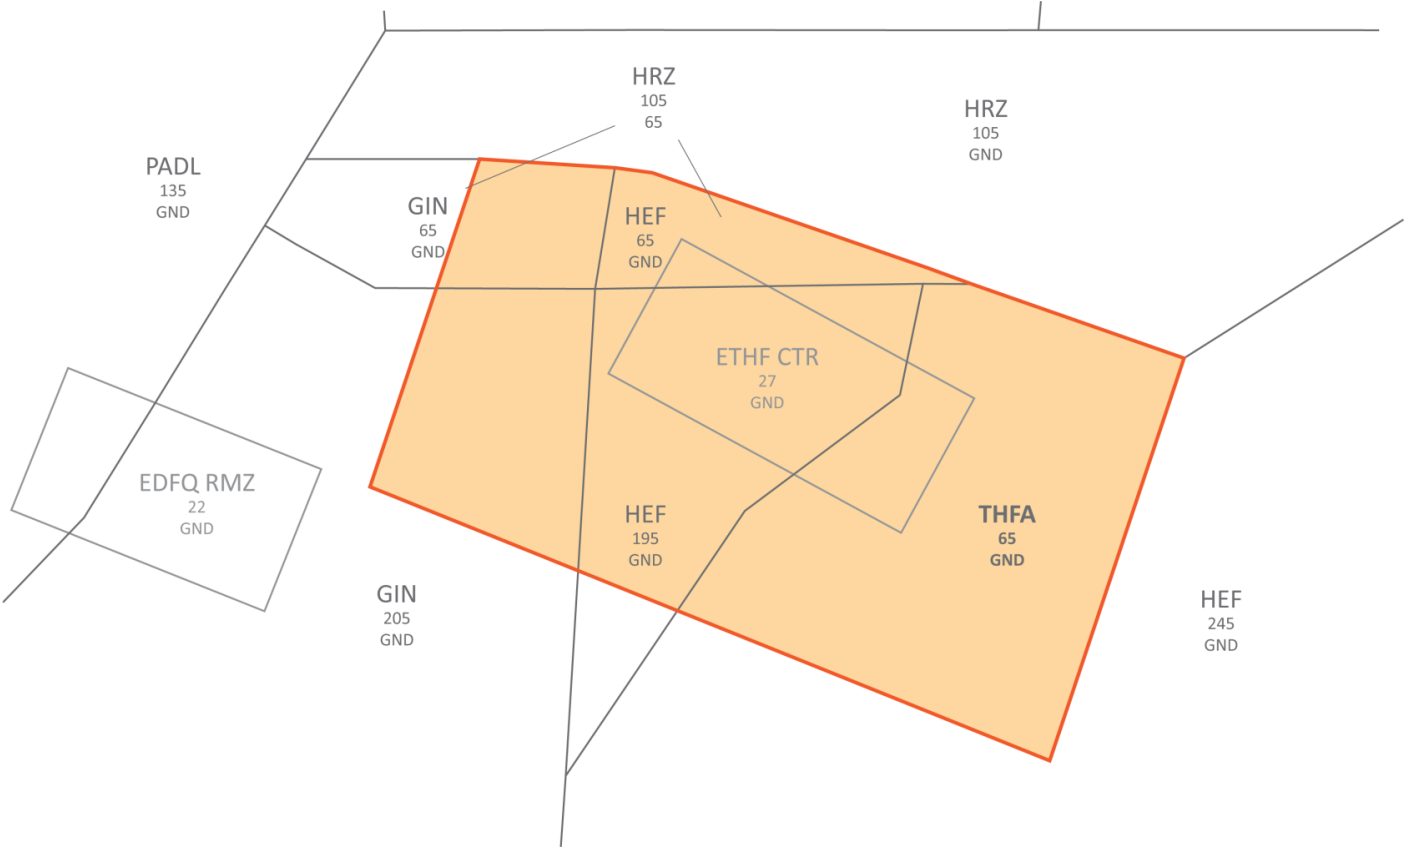 HRZ
105
65
HRZ
105
GND
PADL
135
GND
GIN
65
GND
HEF
65
GND
ETHF CTR
27
GND
EDFQ RMZ
22
GND
HEF
195
GND
THFA
65
GND
GIN
205
GND
HEF
245
GND